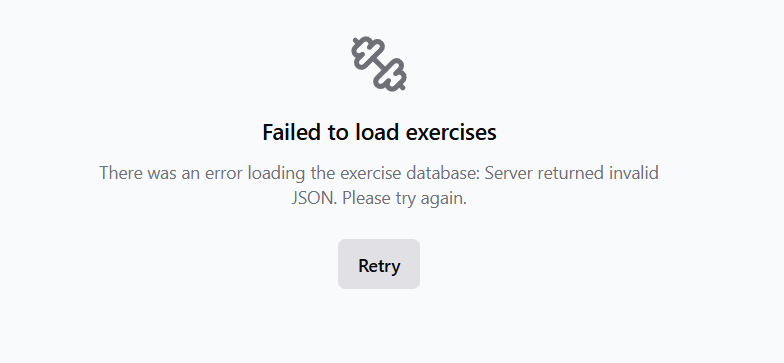 Failed to load exercises
There was an error loading the exercise database: Server returned invalid
JSON. Please try again.
Retry